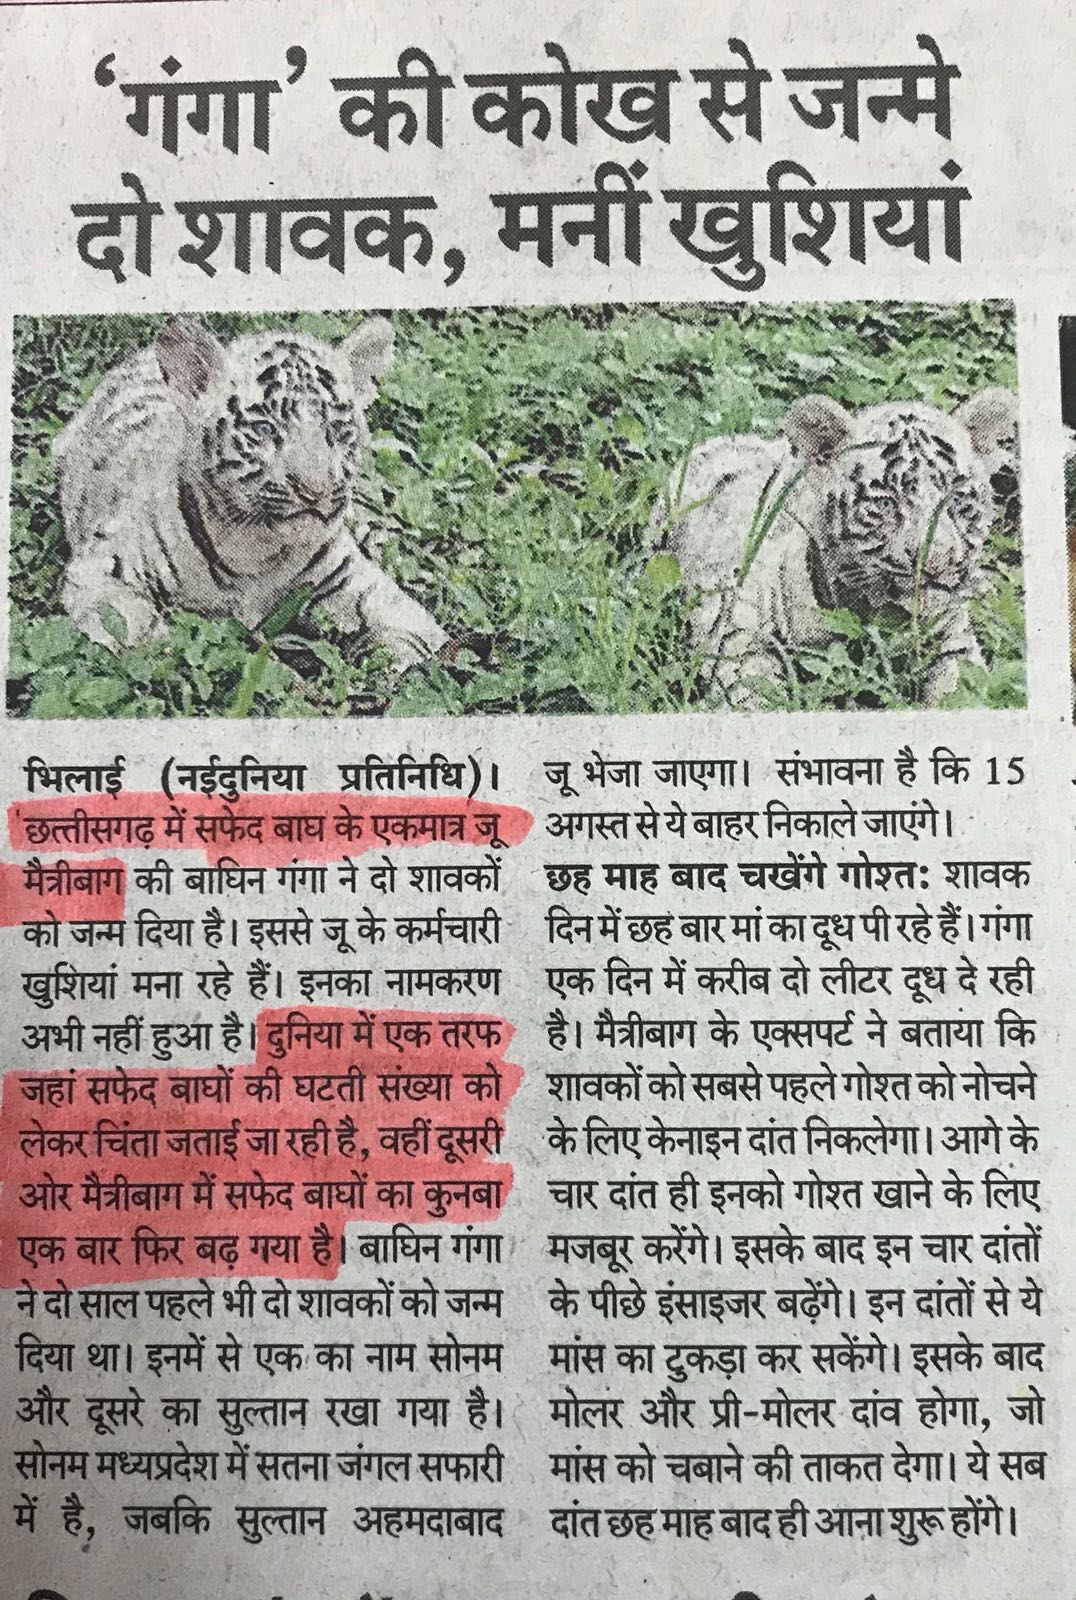 ‘गंगा’ की कोख से जन्मे
दो शावक, मनीं खुशियां
भिलाई (नईदुनिया प्रतिनिधि)।
छत्तीसगढ़ में सफेद बाघ के एकमात्र जू
मैत्रीबाग की बाघिन गंगा ने दो शावकों
को जन्म दिया है। इससे जू के कर्मचारी
खुशियां मना रहे हैं। इनका नामकरण
अभी नहीं हुआ है। दुनिया में एक तरफ
जहां सफेद बाघों की घटती संख्या को
लेकर चिंता जताई जा रही है, वहीं दूसरी
ओर मैत्रीबाग में सफेद बाघों का कुनबा
एक बार फिर बढ़ गया है। बाघिन गंगा
ने दो साल पहले भी दो शावकों को जन्म
दिया था। इनमें से एक का नाम सोनम
और दूसरे का सुल्तान रखा गया है।
सोनम मध्यप्रदेश में सतना जंगल सफारी
में है, जबकि सुल्तान अहमदाबाद
जू भेजा जाएगा। संभावना है कि 15
अगस्त से ये बाहर निकाले जाएंगे।
छह माह बाद चखेंगे गोश्त: शावक
दिन में छह बार मां का दूध पी रहे हैं। गंगा
एक दिन में करीब दो लीटर दूध दे रही
है। मैत्रीबाग के एक्सपर्ट ने बताया कि
शावकों को सबसे पहले गोश्त को नोचने
के लिए केनाइन दांत निकलेगा। आगे के
चार दांत ही इनको गोश्त खाने के लिए
मजबूर करेंगे। इसके बाद इन चार दांतों
के पीछे इंसाइजर बढ़ेंगे। इन दांतों से ये
मांस का टुकड़ा कर सकेंगे। इसके बाद
मोलर और प्री-मोलर दांव होगा, जो
मांस को चबाने की ताकत देगा। ये सब
दांत छह माह बाद ही आना शुरू होंगे।